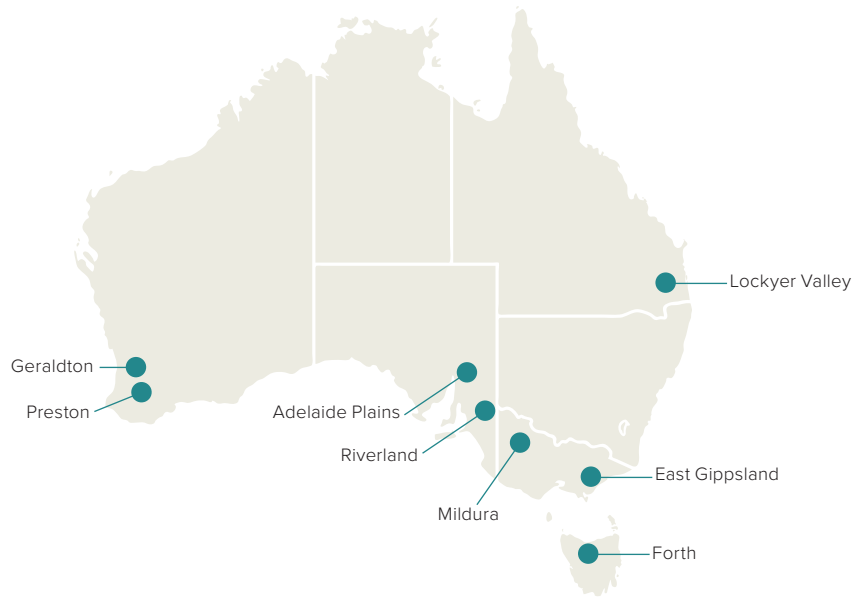 Lockyer Valley
Geraldton
Preston
Adelaide Plains
Riverland
East Gippsland
Mildura
Forth